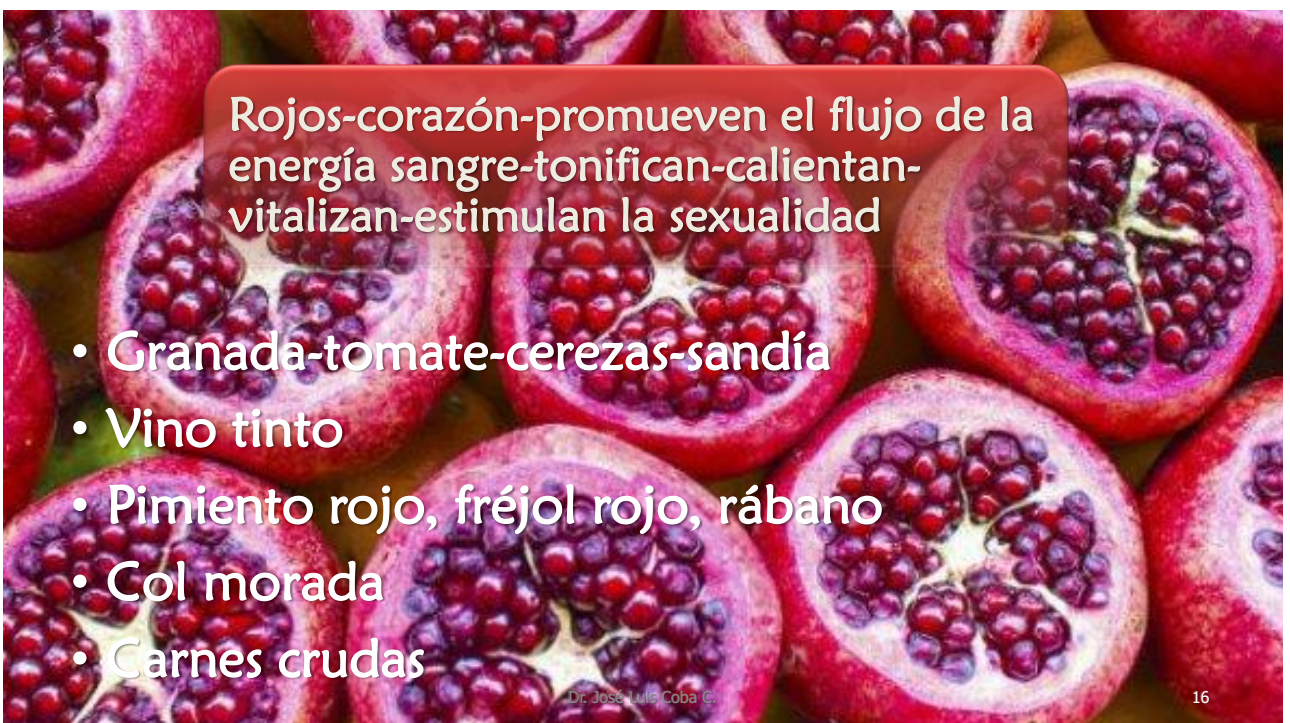 Rojos-corazón-promueven el flujo de la
energía sangre-tonifican-calientan-
vitalizan-estimulan la sexualidad
• Granada-tomate-cerezas-sandía
• Vino tinto
• Pimiento rojo, fréjol rojo, rábano
• Col morada
• Carnes crudas
Dr. José Luis Coba C.
16